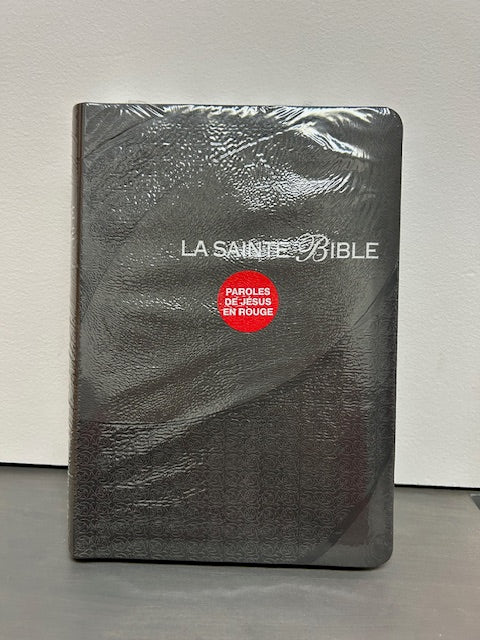 LA SAINTE BIBLE
PAROLES
DE JÉSUS
EN ROUGE